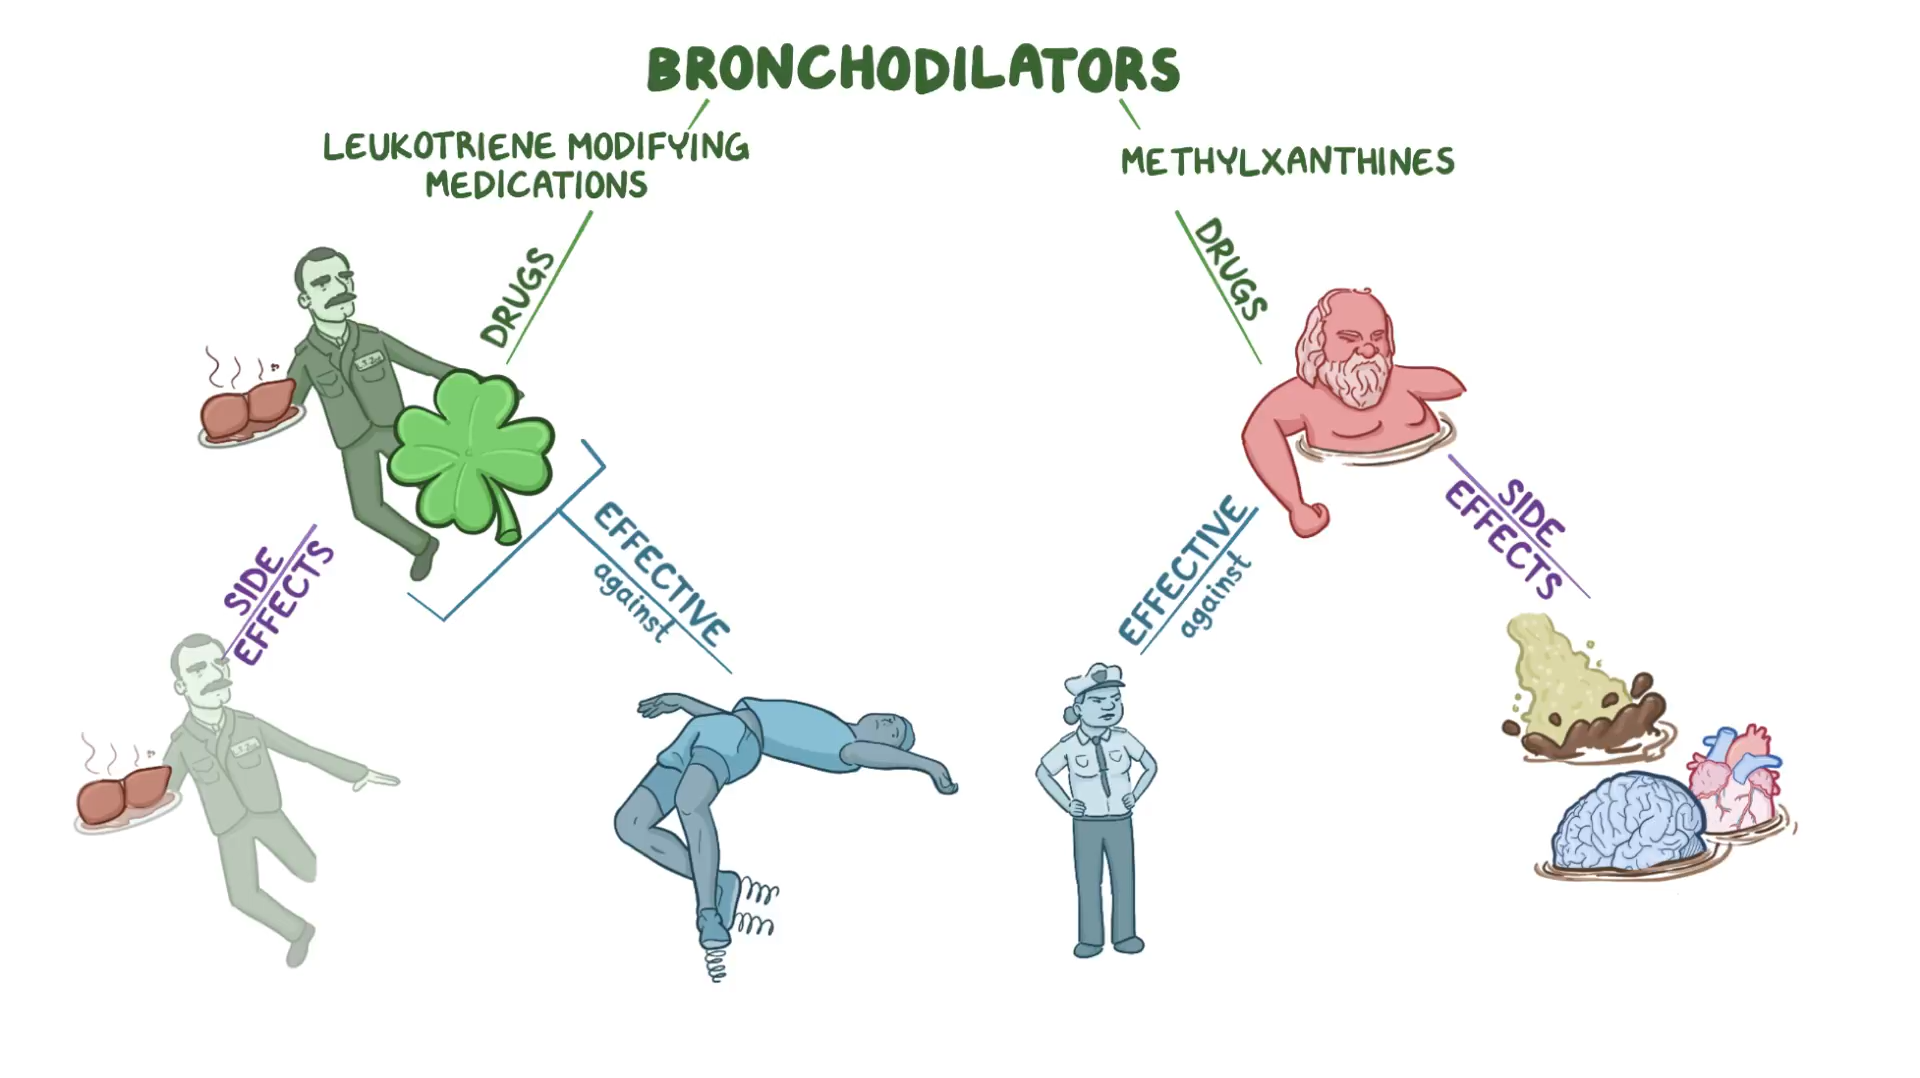 BRONCHODILATORS
LEUKOTRIENE MODIFYING
MEDICATIONS
METHYLXANTHINES
DRUGS
DRUGS
SIDE
EFFECTS
EFFECTIVE
against
EFFECTIVE
against
SIDE
EFFECTS